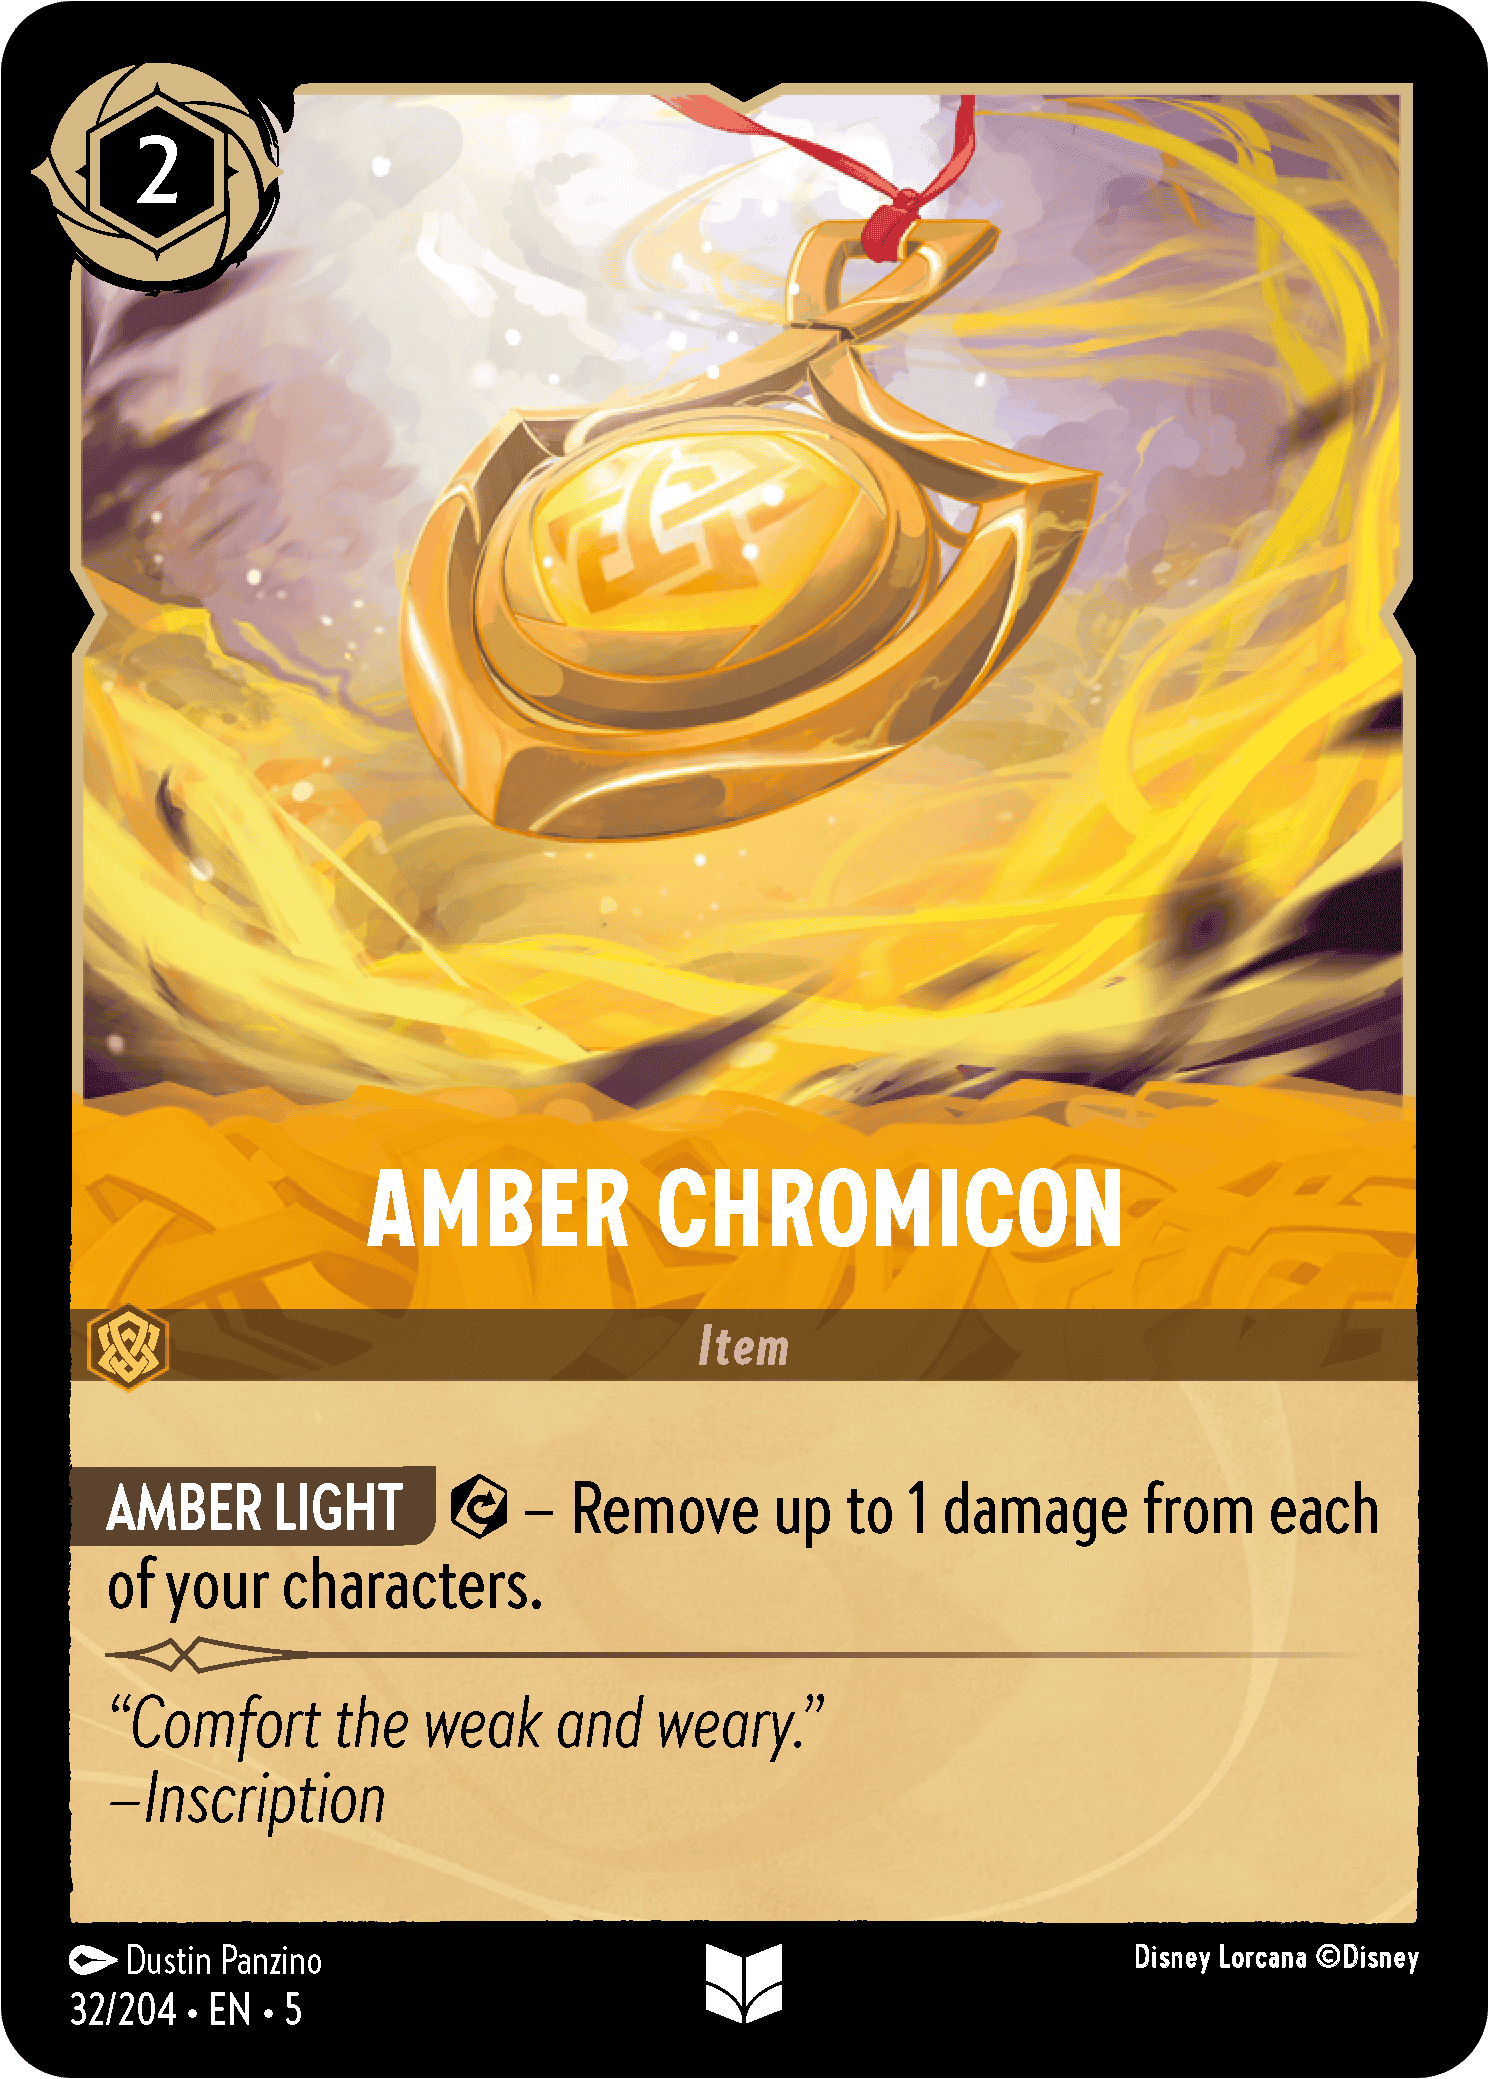 2
AMBER CHROMICON
Item
AMBER LIGHT – Remove up to 1 damage from each
of your characters.
“Comfort the weak and weary.”
–Inscription
Dustin Panzino
Disney Lorcana ©Disney
32/204 • EN • 5